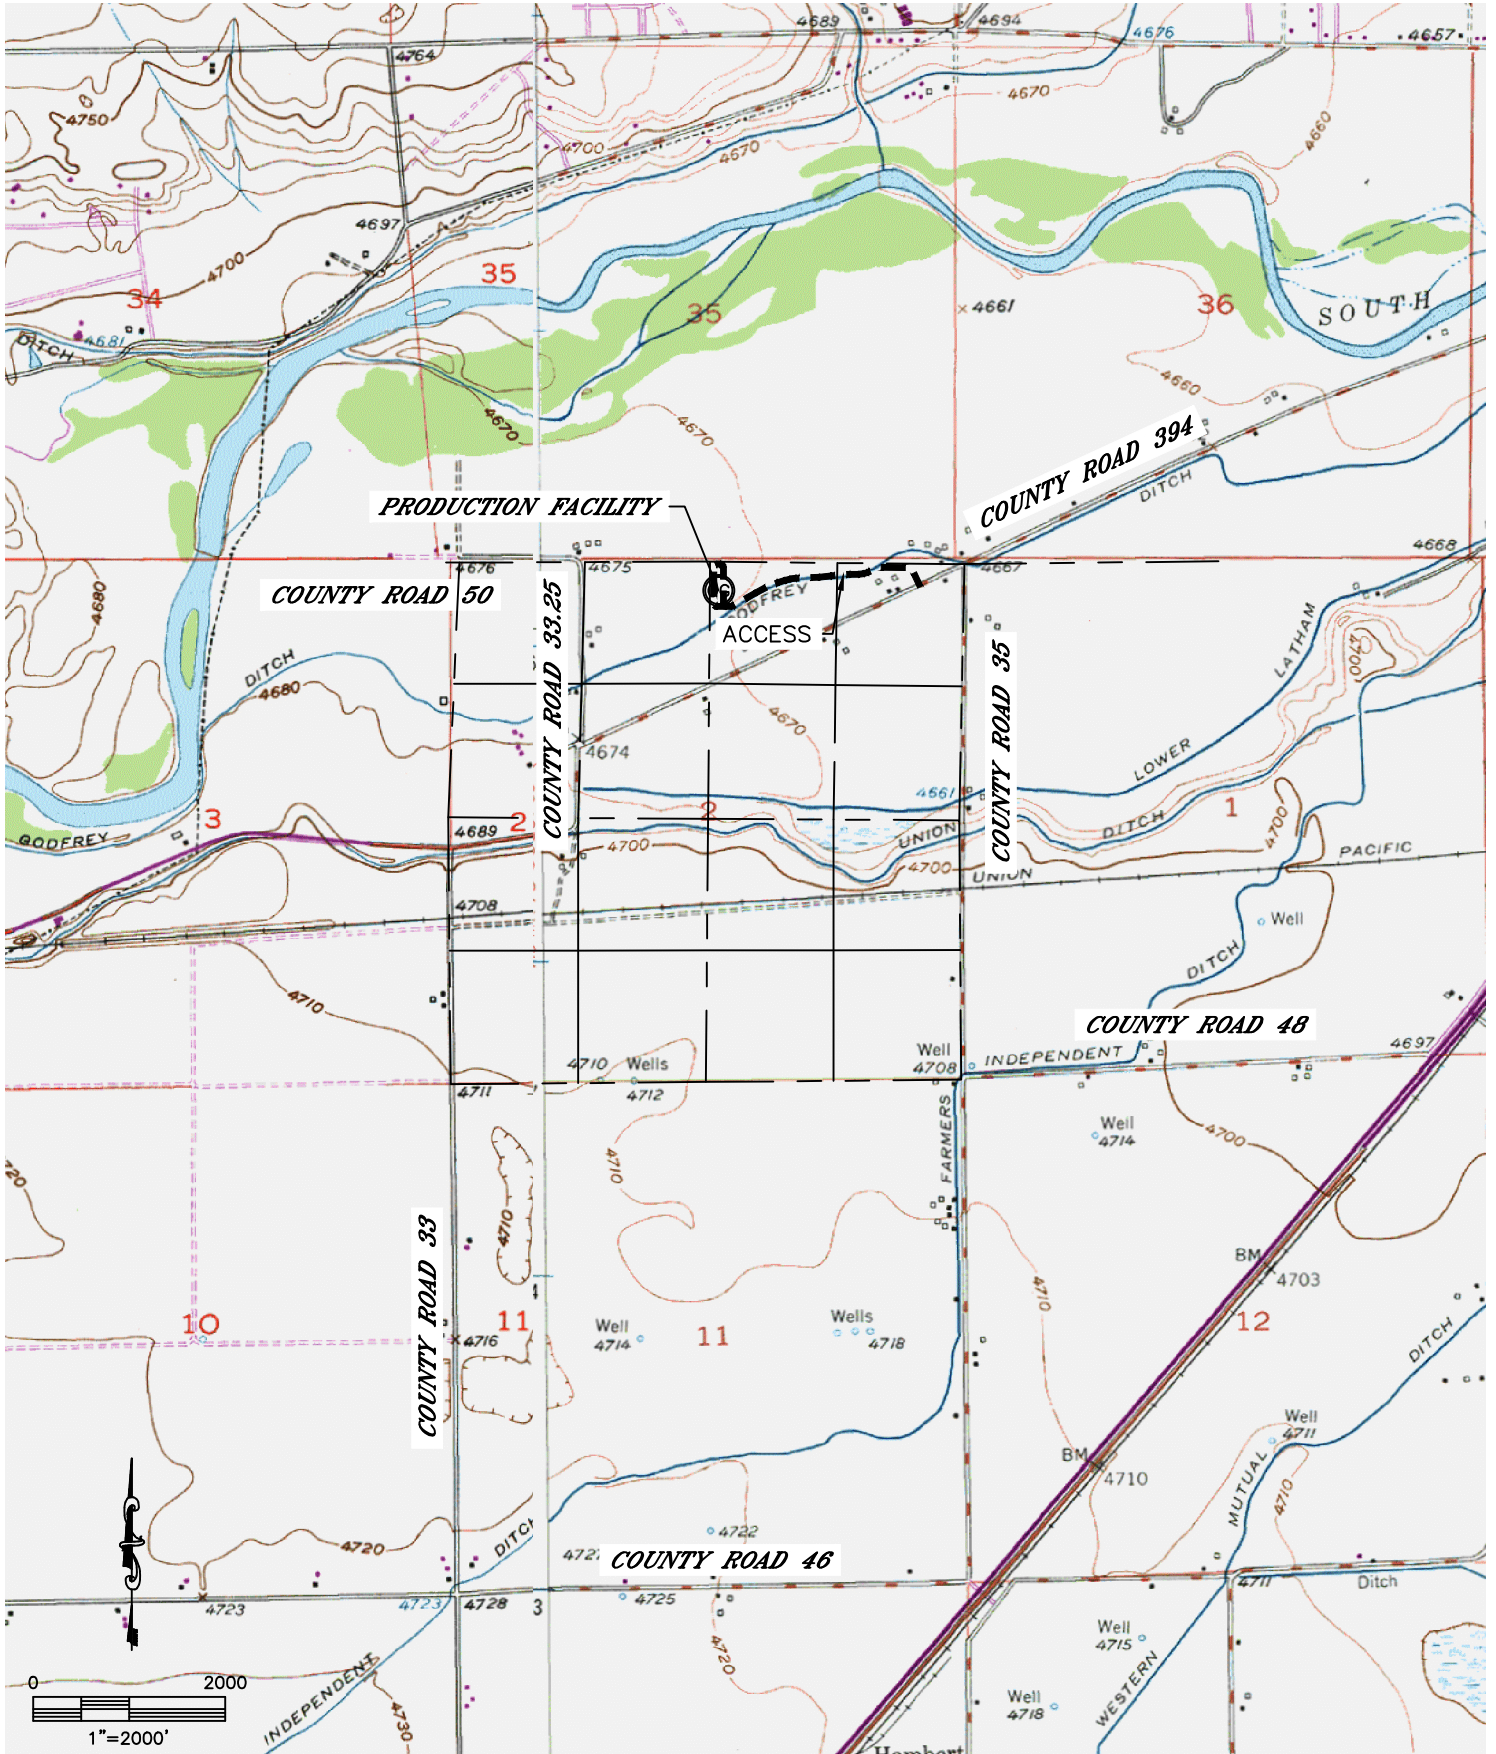 4689
4694
4676
4657
4764
4750
4670
4660
4700
4670
4697
4700
35
34
35
4661
36
SOUTH
4681
DITCH
4660
4670
4670
COUNTY ROAD 394
DITCH
PRODUCTION FACILITY
4676
4675
4667
4668
COUNTY ROAD 50
4680
GODFREY
ACCESS
COUNTY ROAD 33.25
COUNTY ROAD 35
LATHAM
4700
DITCH
4680
4670
4674
LOWER
4661
3
2
2
1
GODFREY
4689
4700
UNION
DITCH
4700
4700
UNION
PACIFIC
4708
Well
DITCH
4710
COUNTY ROAD 48
4710
Wells
4712
Well
4708
INDEPENDENT
4697
4711
FARMERS
Well
4714
4700
4710
4710
COUNTY ROAD 33
BM
4703
4710
10
11
11
12
4716
Well
4714
Wells
4718
DITCH
Well
4711
BM
4710
MUTUAL
4710
4722
4720
DITCH
COUNTY ROAD 46
4711
Ditch
4723
4723
4728
3
4725
Well
4715
4720
WESTERN
INDEPENDENT
4730
Well
4718
0
2000
1"=2000'